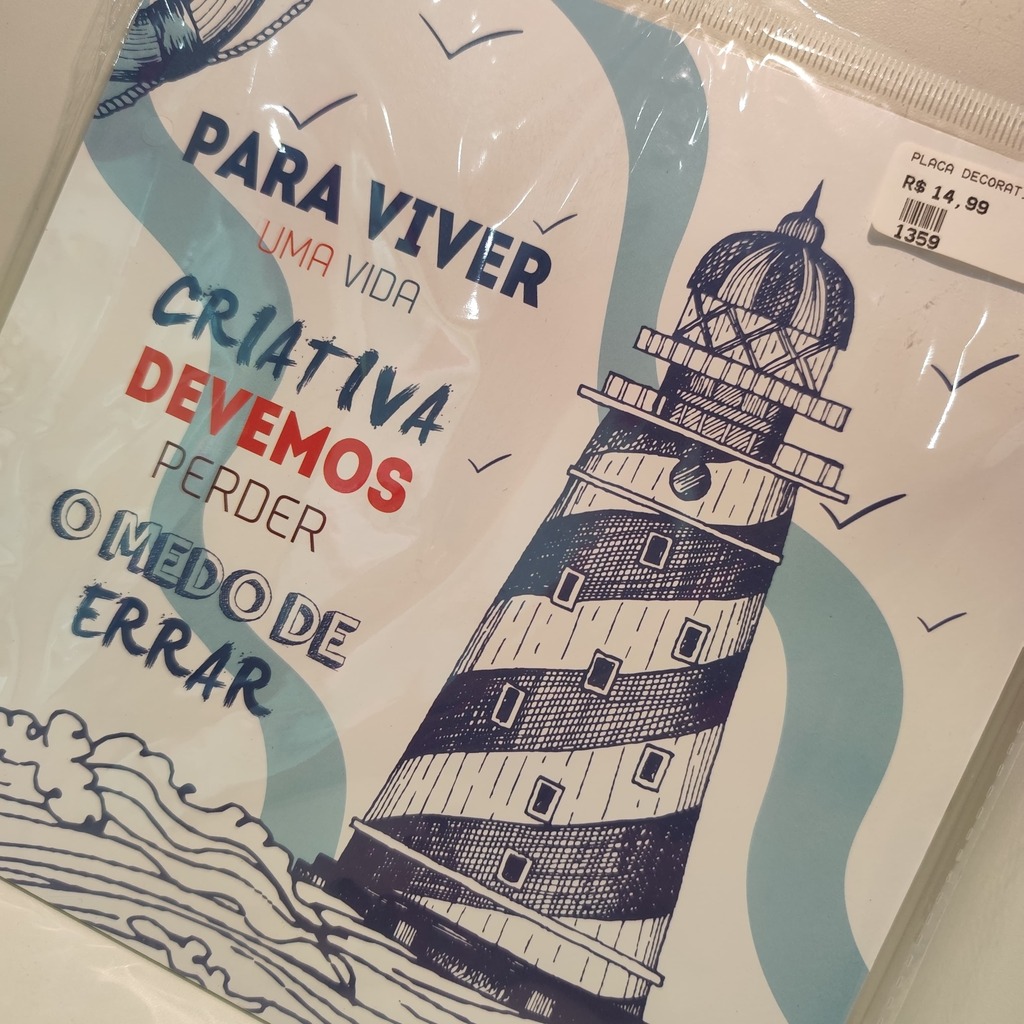 PARA VIVER
UMA VIDA
CRIATIVA
DEVEMOS
PERDER
O MEDO DE
ERRAR
PLACA DECORATI
R$ 14,99
1359